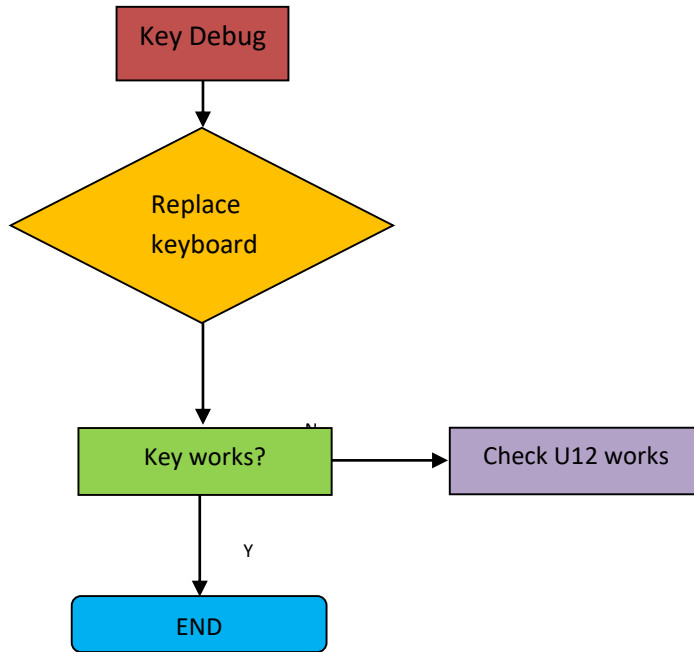 Key Debug
Replace
keyboard
N
Key works?
Check U12 works
Y
END